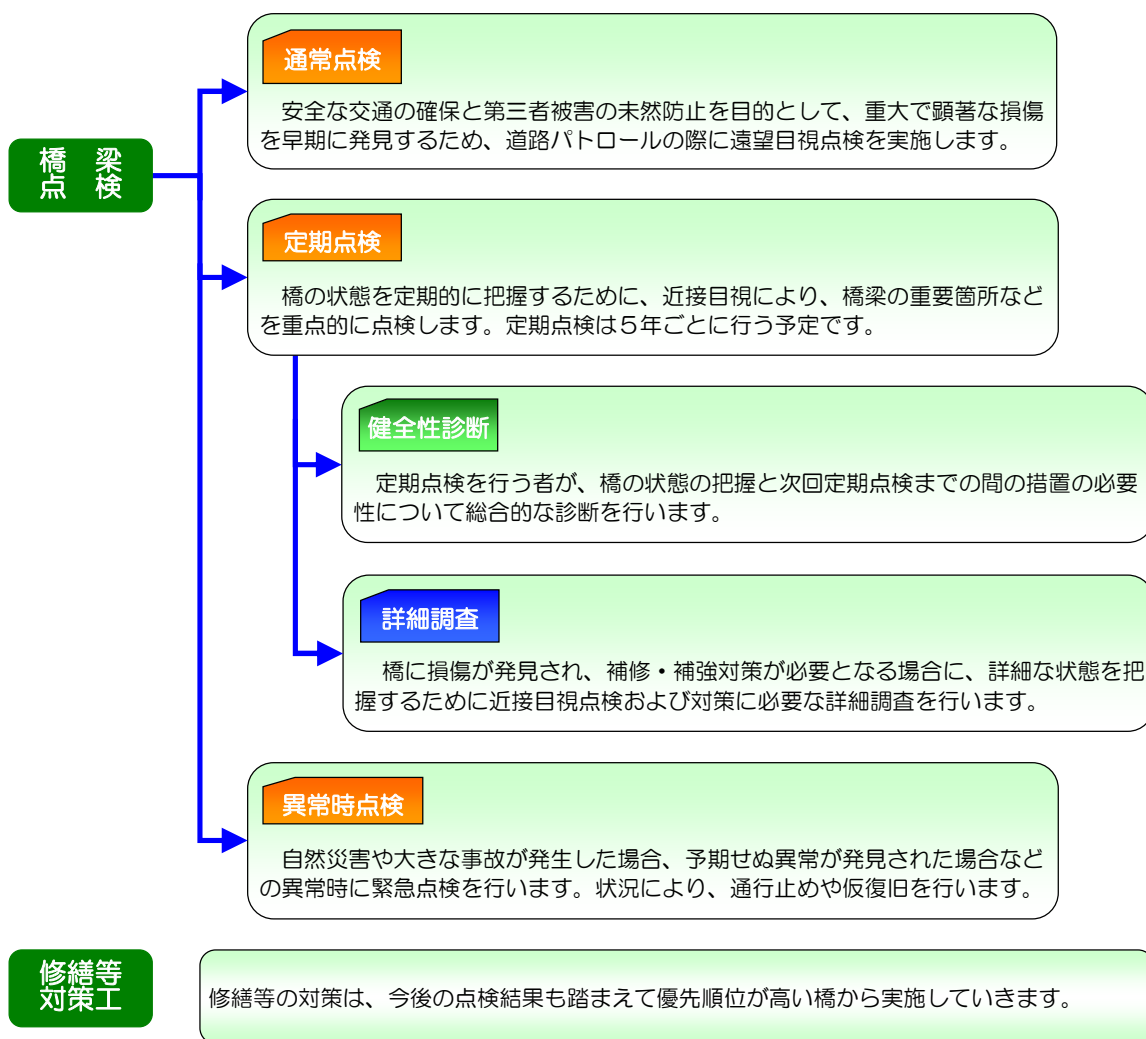 通常点検
安全な交通の確保と第三者被害の未然防止を目的として、重大で顕著な損傷
を早期に発見するため、道路パトロールの際に遠望目視点検を実施します。
橋 梁
点 検
定期点検
橋の状態を定期的に把握するために、近接目視により、橋梁の重要箇所など
を重点的に点検します。定期点検は５年ごとに行う予定です。
健全性診断
定期点検を行う者が、橋の状態の把握と次回定期点検までの間の措置の必要
性について総合的な診断を行います。
詳細調査
橋に損傷が発見され、補修・補強対策が必要となる場合に、詳細な状態を把
握するために近接目視点検および対策に必要な詳細調査を行います。
異常時点検
自然災害や大きな事故が発生した場合、予期せぬ異常が発見された場合など
の異常時に緊急点検を行います。状況により、通行止めや仮復旧を行います。
修繕等
対策工
修繕等の対策は、今後の点検結果も踏まえて優先順位が高い橋から実施していきます。